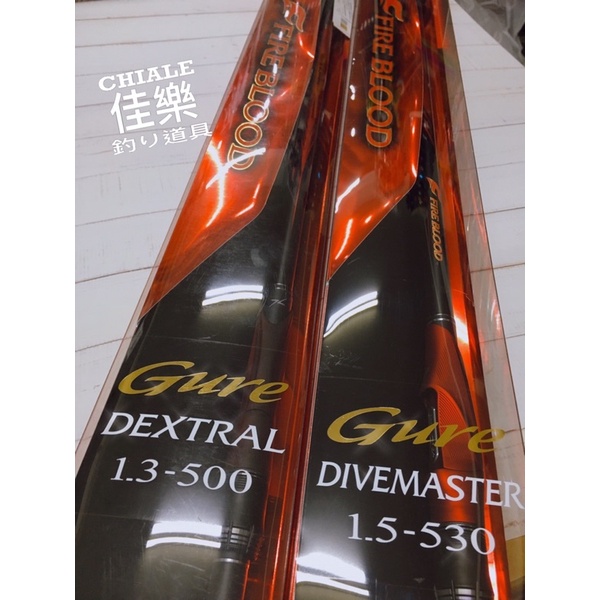 CHIALE
佳樂
釣り道具
FIRE BLOOD
FIRE BLOOD
FIRE BLOOD
Gure
DEXTRAL
1.3-500
Gure
DIVEMASTER
1.5-530